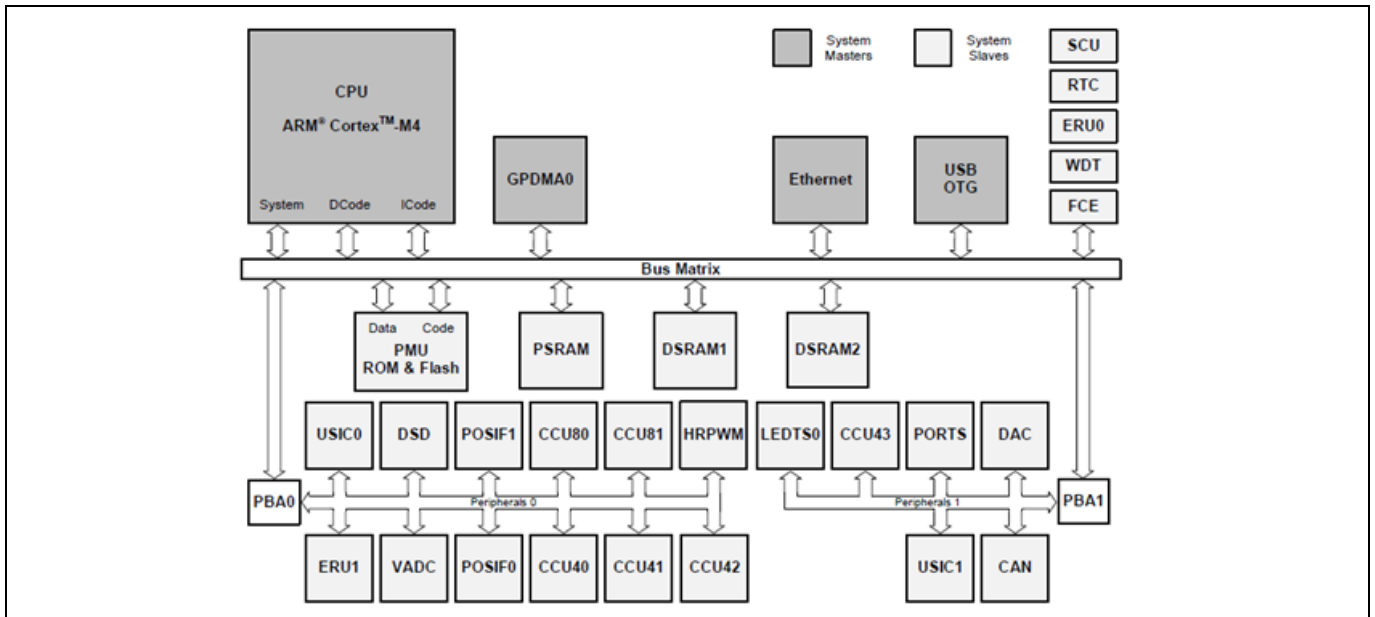 CPU
ARM® Cortex™-M4
System DCode ICode
GPDMA0
System
Masters
System
Slaves
Ethernet
USB
OTG
SCU
RTC
ERU0
WDT
FCE
Bus Matrix
Data Code
PMU
ROM & Flash
PSRAM
DSRAM1
DSRAM2
USIC0 DSD POSIF1 CCU80 CCU81 HRPWM LEDTS0 CCU43 PORTS DAC
PBA0 Peripherals 0 Peripherals 1 PBA1
ERU1 VADC POSIF0 CCU40 CCU41 CCU42 USIC1 CAN